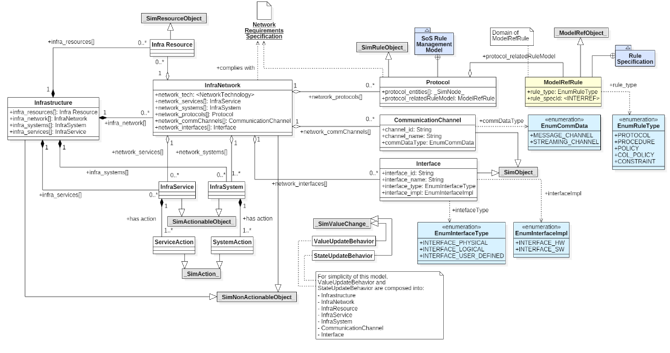 SimResourceObject
Network
Requirements
Specification
SoS Rule
Management
Model
Domain of
ModelRefRule
_ModelRefObject
Rule
Specification
+infra_resources[]
0..*
Infra Resource
0..*
1
+complies with
SimRuleObject
+protocol_relatedRuleModel
Infrastructure
+infra_resources[]: Infra Resource
+infra_network[]: InfraNetwork
+infra_systems[]: InfraSystem
+infra_services[]: InfraService
1
+infra_network[]
0..*
InfraNetwork
+network_tech: <NetworkTechnology>
+network_services[]: InfraService
+network_systems[]: InfraSystem
+network_protocols[]: Protocol
+network_commChannels[]: CommunicationChannel
+network_interfaces[]: Interface
1
0..*
+network_protocols[]
Protocol
+protocol_entities[]: _SimNode_
+protocol_relatedRuleModel: ModelRefRule
ModelRefRule
+rule_type: EnumRuleType
+rule_specId: <INTERREF>
+rule_type
«enumeration»
EnumRuleType
+PROTOCOL
+PROCEDURE
+POLICY
+COL_POLICY
+CONSTRAINT
0..*
+network_commChannels[]
CommunicationChannel
+channel_id: String
+channel_name: String
+commDataType: EnumCommData
+commDataType
«enumeration»
EnumCommData
+MESSAGE_CHANNEL
+STREAMING_CHANNEL
+network_services[]
+network_systems[]
+infra_systems[]
+infra_services[]
0..*
+network_interfaces[]
Interface
+interface_id: String
+interface_name: String
+interface_type: EnumInterfaceType
+interface_impl: EnumInterfaceImpl
SimObject
+interfaceImpl
InfraService
InfraSystem
SimActionableObject
+has action
+has action
1..*
1..*
ServiceAction
SystemAction
_SimAction_
SimNonActionableObject
SimValueChange_
ValueUpdateBehavior
StateUpdateBehavior
+intefaceType
«enumeration»
EnumInterfaceType
+INTERFACE_PHYSICAL
+INTERFACE_LOGICAL
+INTERFACE_USER_DEFINED
«enumeration»
EnumInterfaceImpl
+INTERFACE_HW
+INTERFACE_SW
For simplicity of this model.
ValueUpdateBehavior and
StateUpdateBehavior are composed into:
- Infrastructure
- InfraNetwork
- InfraResource
- InfraService
- InfraSystem
- CommunicationChannel
- Interface